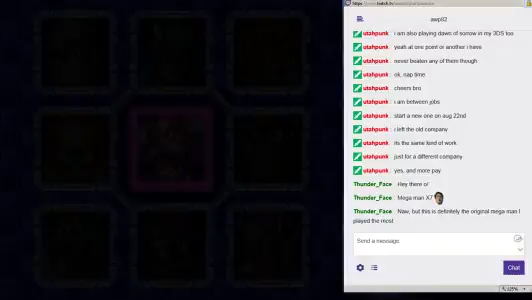 https
awpll2
utahpunk : i am also playing dawn of sorrow in my 3DS too
utahpunk : yeah at one point or another i have
utahpunk : never beaten any of them though
utahpunk : ok, cap time
utahpunk : cheers bro
utahpunk : i am between jobs
utahpunk : start a new one on aug 22nd
utahpunk : i left the old company
utahpunk : its the same kind of work
utahpunk : just for a different company
utahpunk : yes, and more pay
Thunder_Face : Hey there o/
Thunder_Face : Mega man X7
Thunder_Face : Naw, but this is definitely the original mega man I
played the most
Send a message
Chat
125%